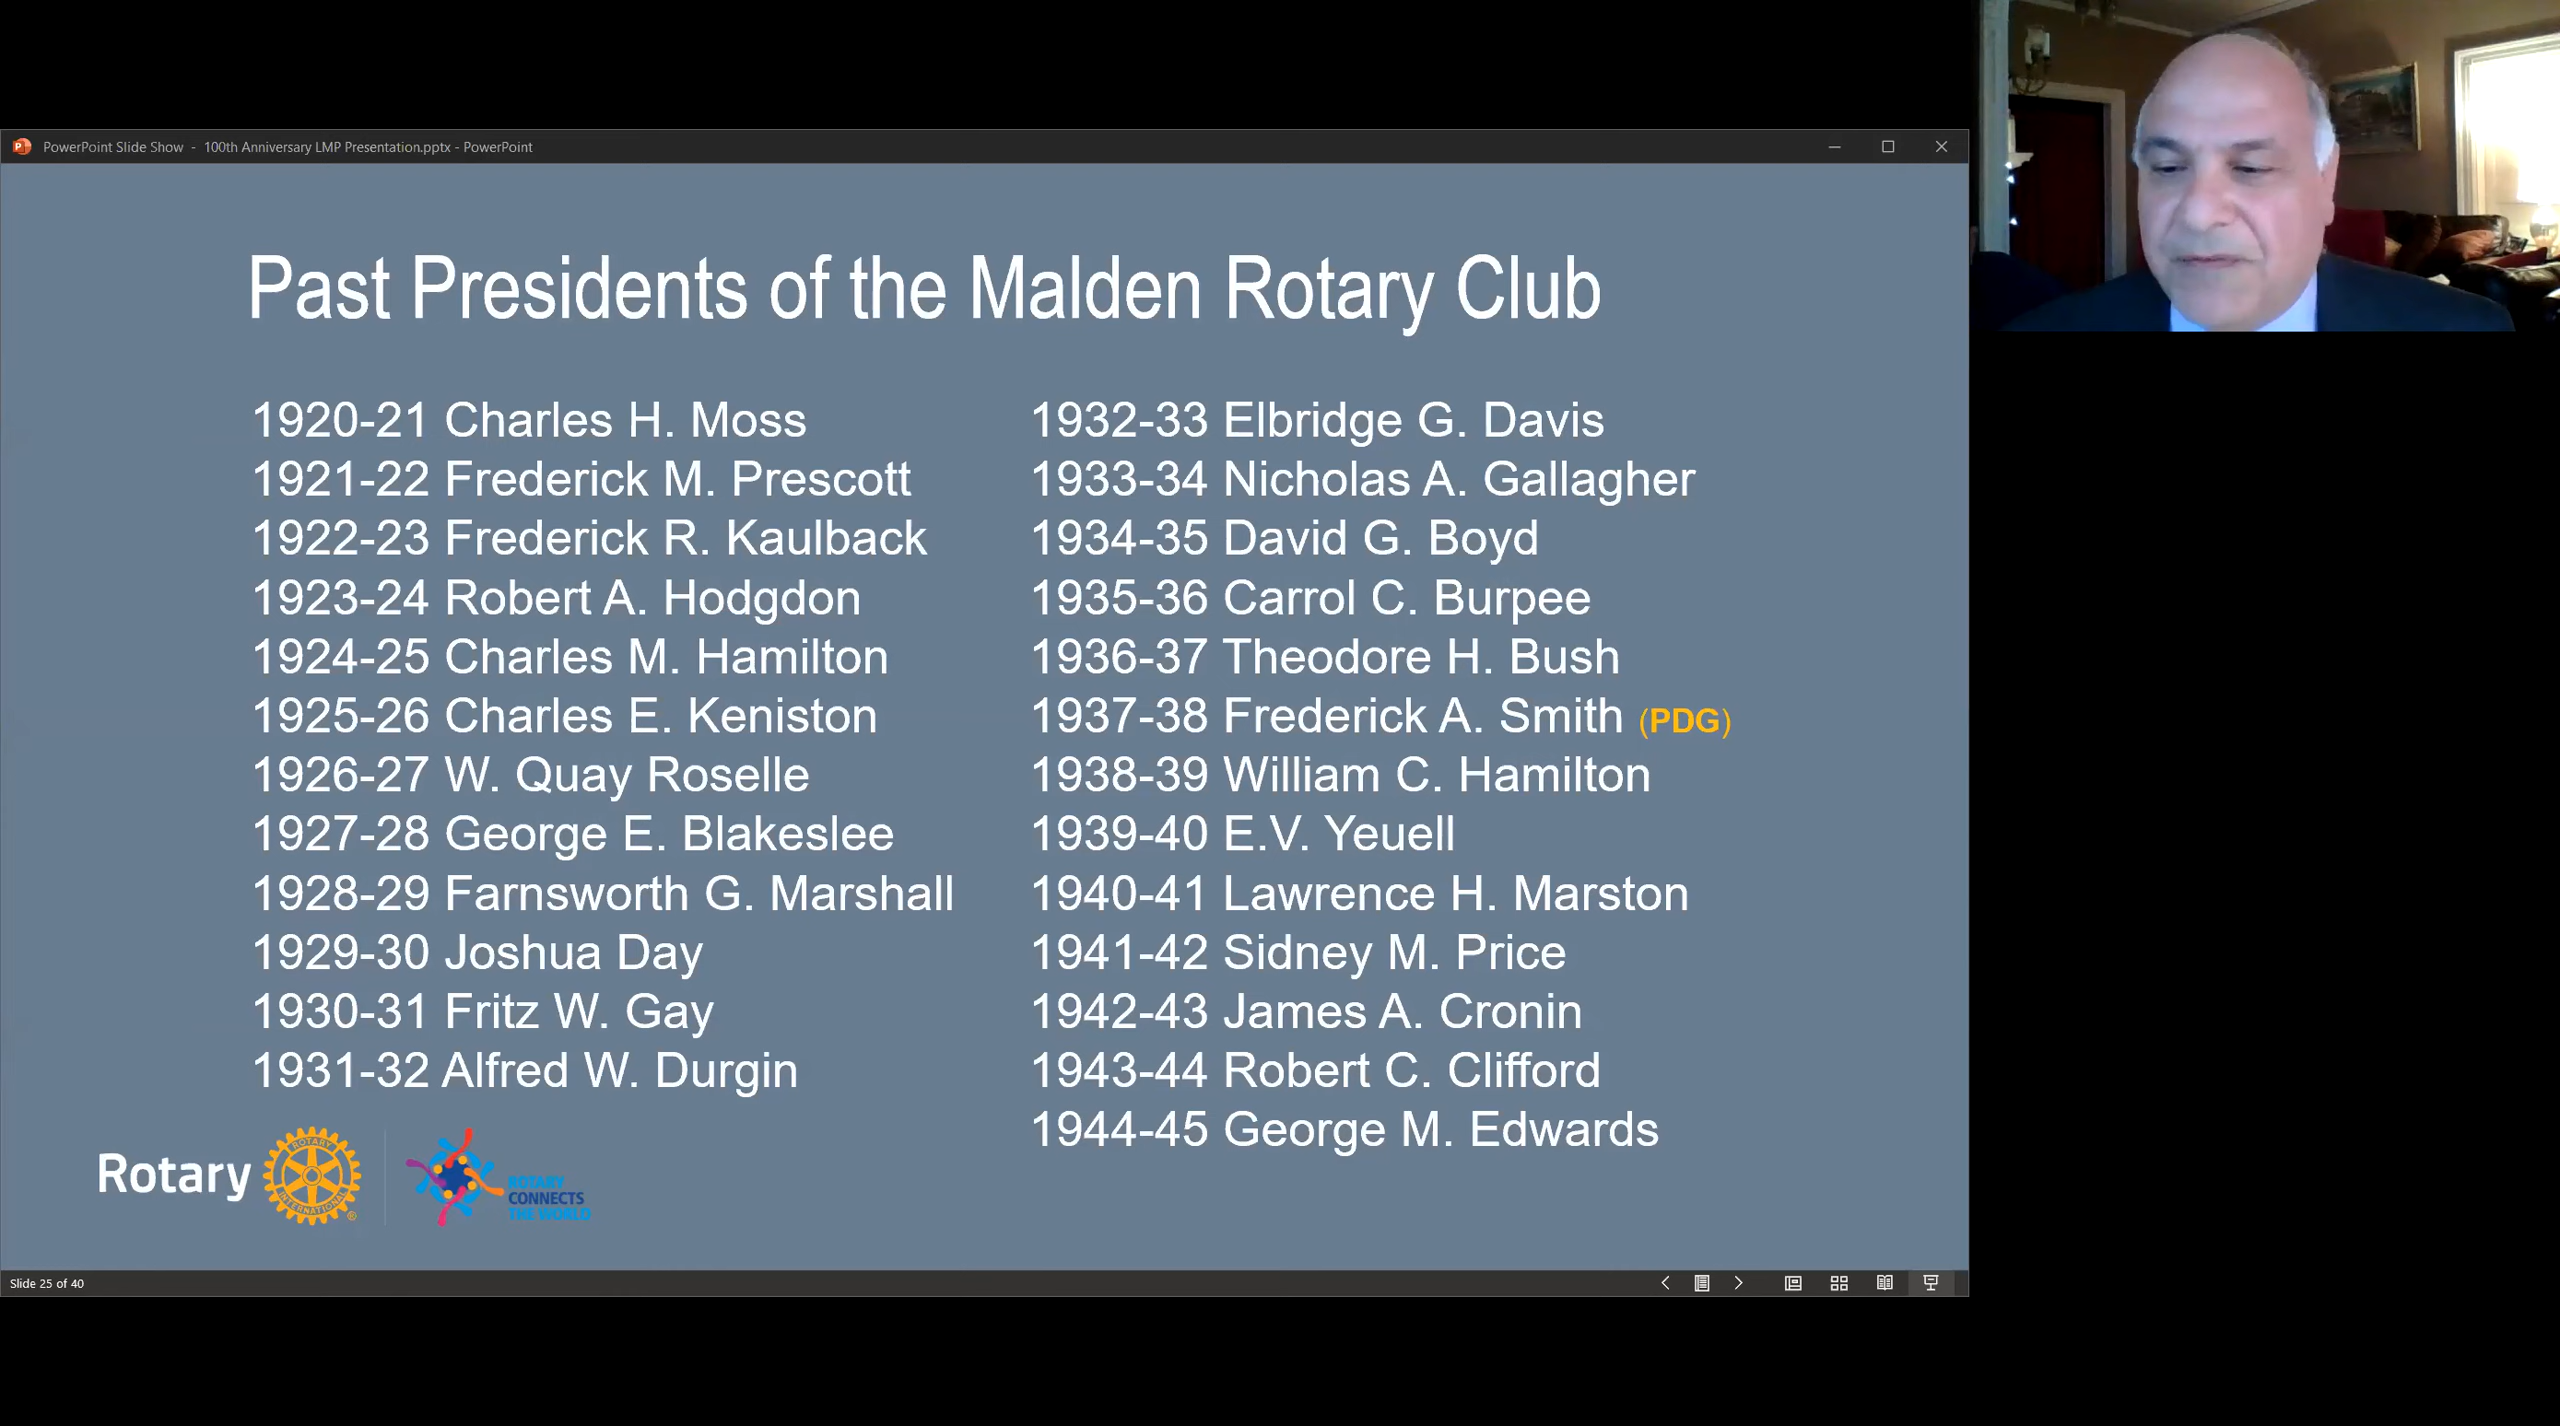 PowerPoint Slide Show - 100th Anniversary LMP Presentation.pptx - PowerPoint
Past Presidents of the Malden Rotary Club
1920-21 Charles H. Moss
1921-22 Frederick M. Prescott
1922-23 Frederick R. Kaulback
1923-24 Robert A. Hodgdon
1924-25 Charles M. Hamilton
1925-26 Charles E. Keniston
1926-27 W. Quay Roselle
1927-28 George E. Blakeslee
1928-29 Farnsworth G. Marshall
1929-30 Joshua Day
1930-31 Fritz W. Gay
1931-32 Alfred W. Durgin
1932-33 Elbridge G. Davis
1933-34 Nicholas A. Gallagher
1934-35 David G. Boyd
1935-36 Carrol C. Burpee
1936-37 Theodore H. Bush
1937-38 Frederick A. Smith (PDG)
1938-39 William C. Hamilton
1939-40 E.V. Yeuell
1940-41 Lawrence H. Marston
1941-42 Sidney M. Price
1942-43 James A. Cronin
1943-44 Robert C. Clifford
1944-45 George M. Edwards
Rotary
ROTARY
INTERNATIONAL
®
ROTARY
CONNECTS
THE WORLD
Slide 25 of 40